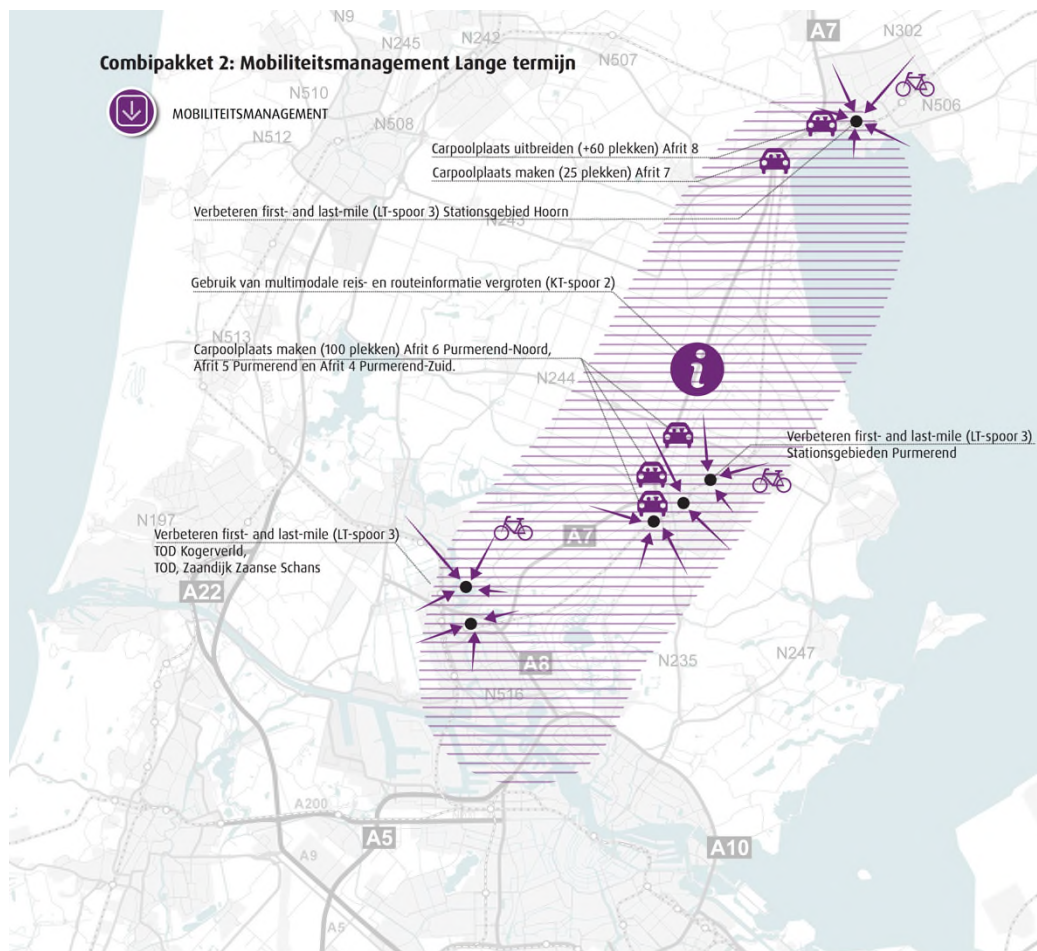 Combipakket 2: Mobiliteitsmanagement Lange termijn
MOBILITEITSMANAGEMENT
N9
A7
N302
N245
N242
N507
N510
N506
N508
N512
Carpoolplaats uitbreiden (+60 plekken) Afrit 8
Carpoolplaats maken (25 plekken) Afrit 7
Verbeteren first- and last-mile (LT-spoor 3) Stationsgebied Hoorn
N243
Gebruik van multimodale reis- en routeinformatie vergroten (KT-spoor 2)
N513
Carpoolplaats maken (100 plekken) Afrit 6 Purmerend-Noord,
Afrit 5 Purmerend en Afrit 4 Purmerend-Zuid.
i
N244
Verbeteren first- and last-mile (LT-spoor 3)
Stationsgebieden Purmerend
N197
Verbeteren first- and last-mile (LT-spoor 3)
TOD Kogerverld,
TOD, Zaandijk Zaanse Schans
A7
A22
A8
N235
N247
N516
A200
A5
A10
A9
A5